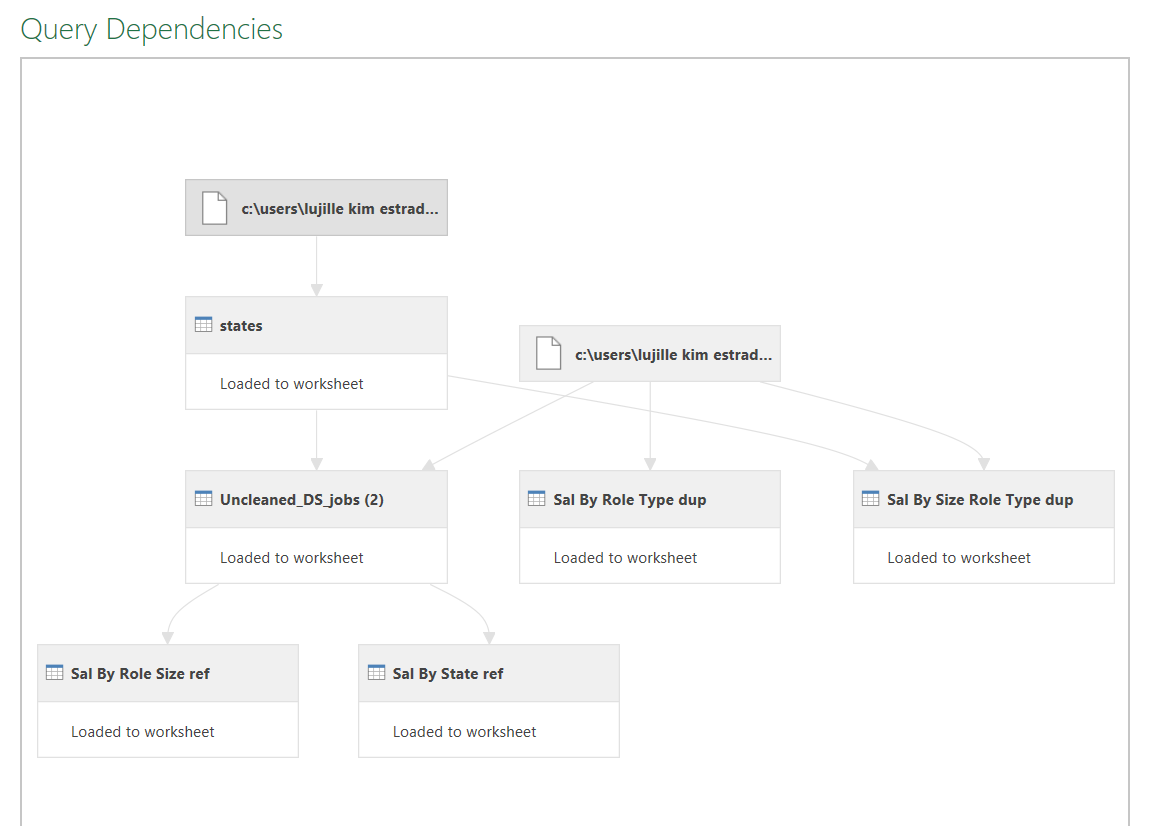 Query Dependencies
c:\users\lujille kim estrad...
states
Loaded to worksheet
c:\users\lujille kim estrad...
Uncleaned_DS_jobs (2)
Loaded to worksheet
Sal By Role Type dup
Loaded to worksheet
Sal By Size Role Type dup
Loaded to worksheet
Sal By Role Size ref
Loaded to worksheet
Sal By State ref
Loaded to worksheet